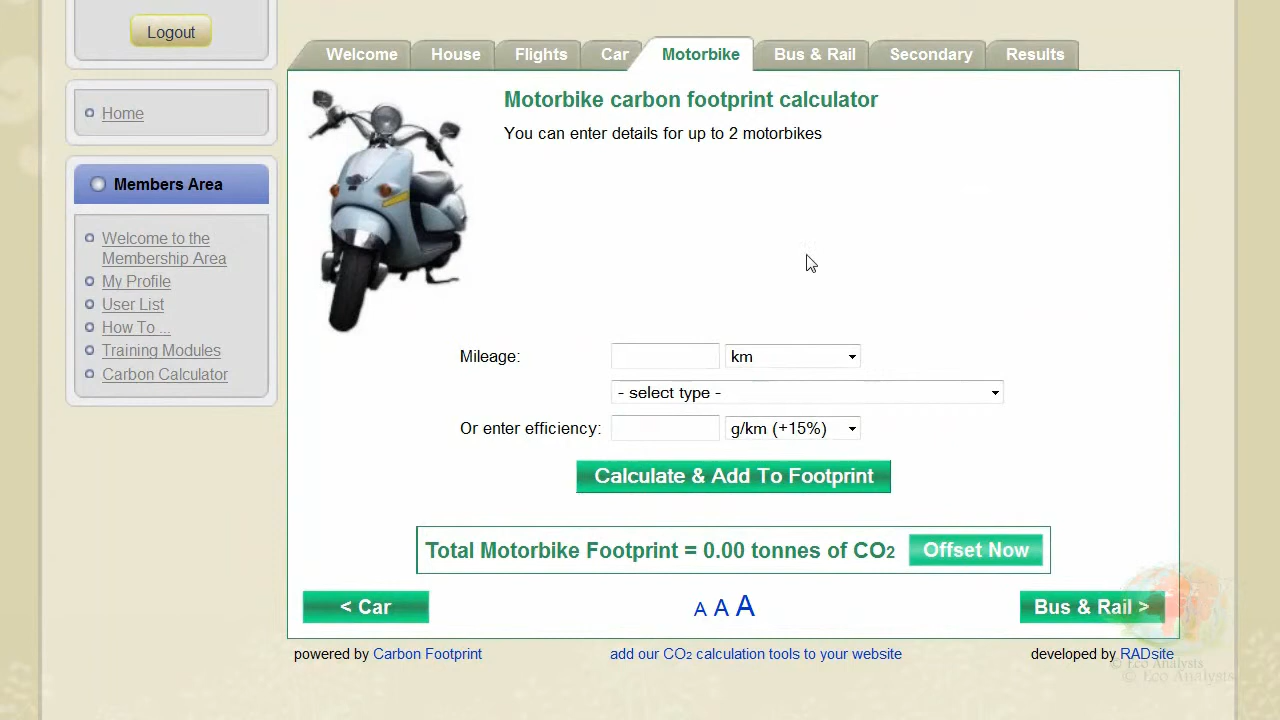 Logout
Home
Members Area
Welcome to the
Membership Area
My Profile
User List
How To ...
Training Modules
Carbon Calculator
Welcome
House
Flights
Car
Motorbike
Bus & Rail
Secondary
Results
Motorbike carbon footprint calculator
You can enter details for up to 2 motorbikes
Mileage:
km
- select type -
Or enter efficiency:
g/km (+15%)
Calculate & Add To Footprint
Total Motorbike Footprint = 0.00 tonnes of CO2
Offset Now
< Car
A A A
Bus & Rail >
powered by Carbon Footprint
add our CO2 calculation tools to your website
developed by RADsite
© Eco Analysts
© Eco Analysts